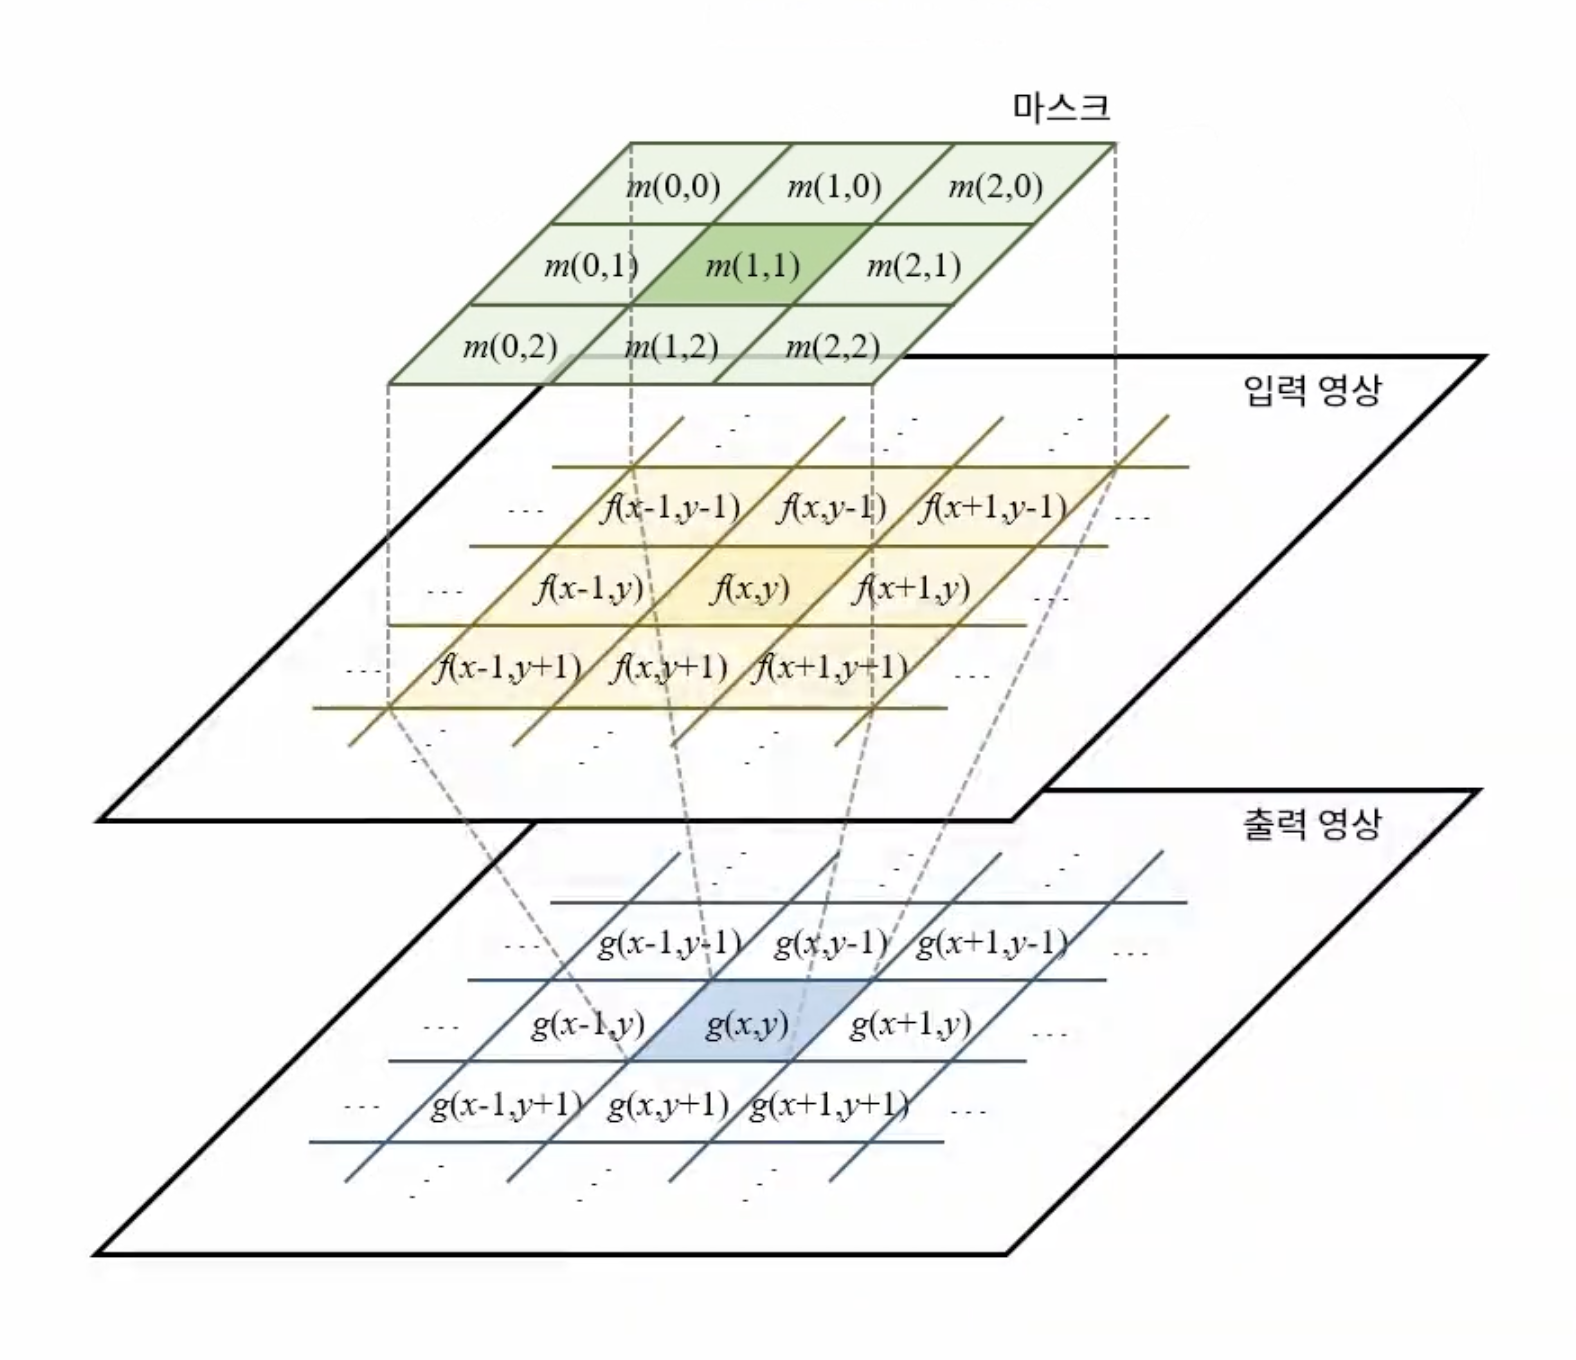 마스크
m(0,0) m(1,0) m(2,0)
m(0,1) m(1,1) m(2,1)
m(0,2) m(1,2) m(2,2)
입력 영상
... f(x-1,y-1) f(x,y-1) f(x+1,y-1) ...
... f(x-1,y) f(x,y) f(x+1,y) ...
... f(x-1,y+1) f(x,y+1) f(x+1,y+1) ...
출력 영상
... g(x-1,y-1) g(x,y-1) g(x+1,y-1) ...
... g(x-1,y) g(x,y) g(x+1,y) ...
... g(x-1,y+1) g(x,y+1) g(x+1,y+1) ...